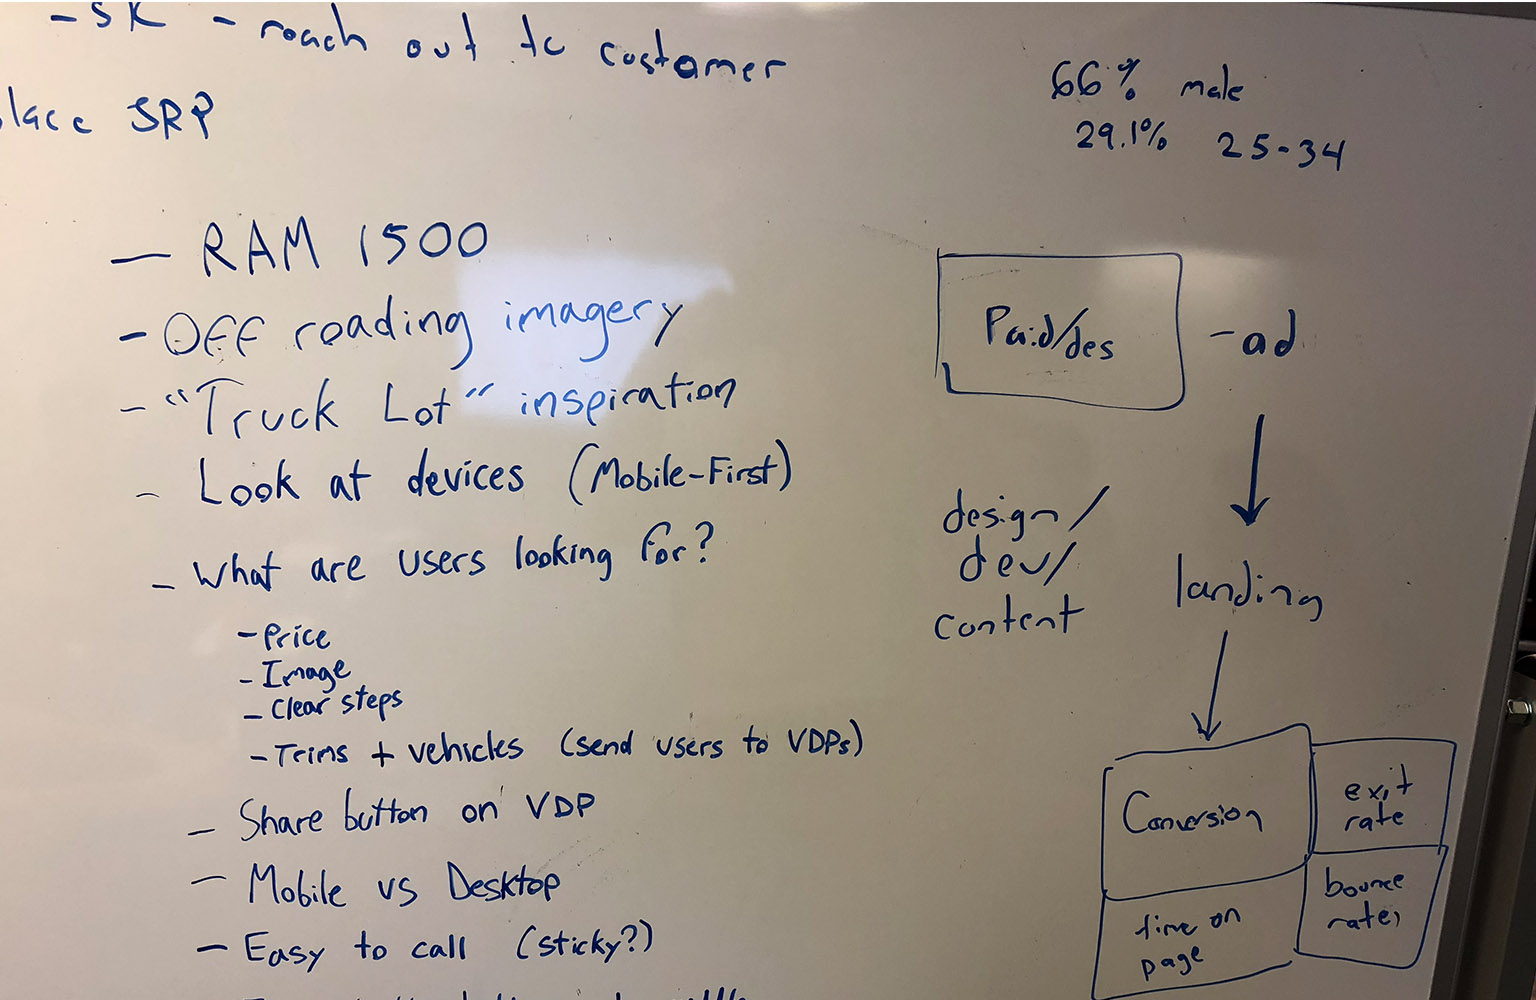 - SK - reach out to customer
SRP
- RAM 1500
- Off roading imagery
- "Truck Lot" inspiration
- Look at devices (Mobile-First)
- What are users looking for?
- Price
- Image
- Clear steps
- Trims + vehicles (send users to VDPs)
- Share button on VDP
- Mobile vs Desktop
- Easy to call (sticky?)
66% male
29.1% 25-34
Paid/des - ad
design/
dev/
content
landing
Conversion
exit
rate
bounce
rate,
time on
page